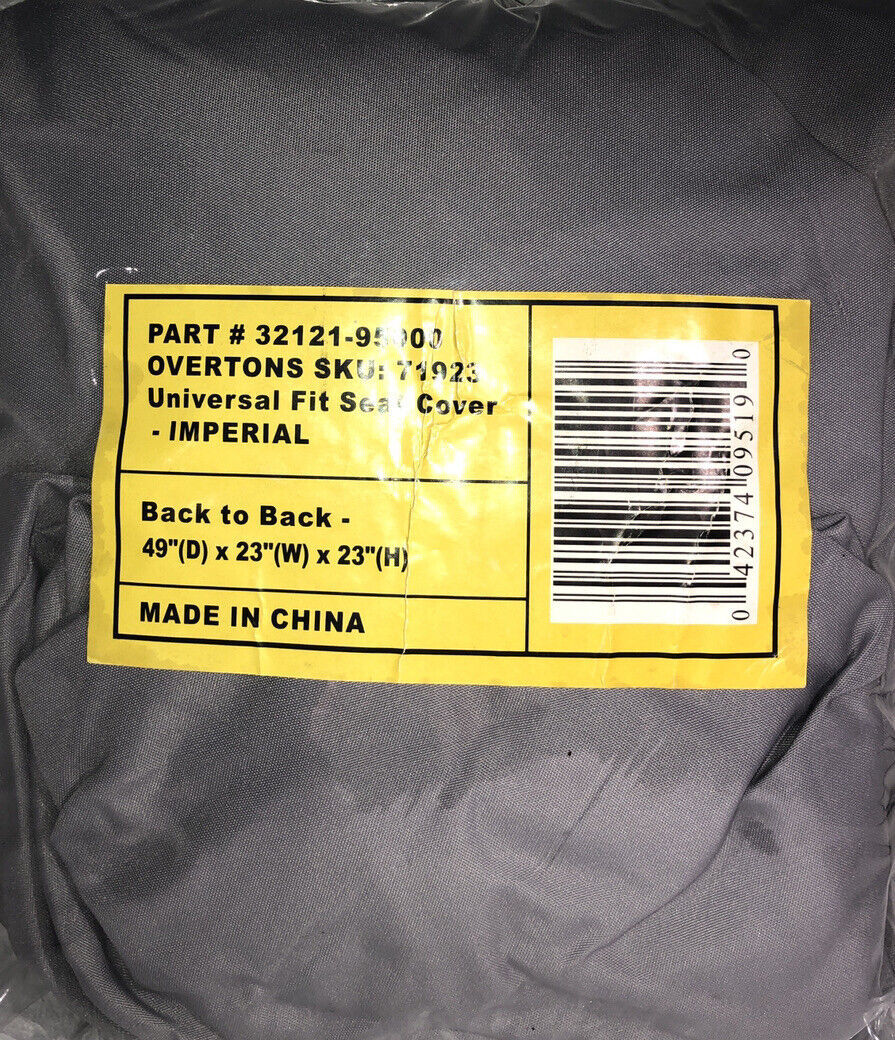 PART # 32121-95000
OVERTONS SKU: 71923
Universal Fit Seat Cover
- IMPERIAL
Back to Back -
49"(D) x 23"(W) x 23"(H)
MADE IN CHINA
0 42374 09519 0